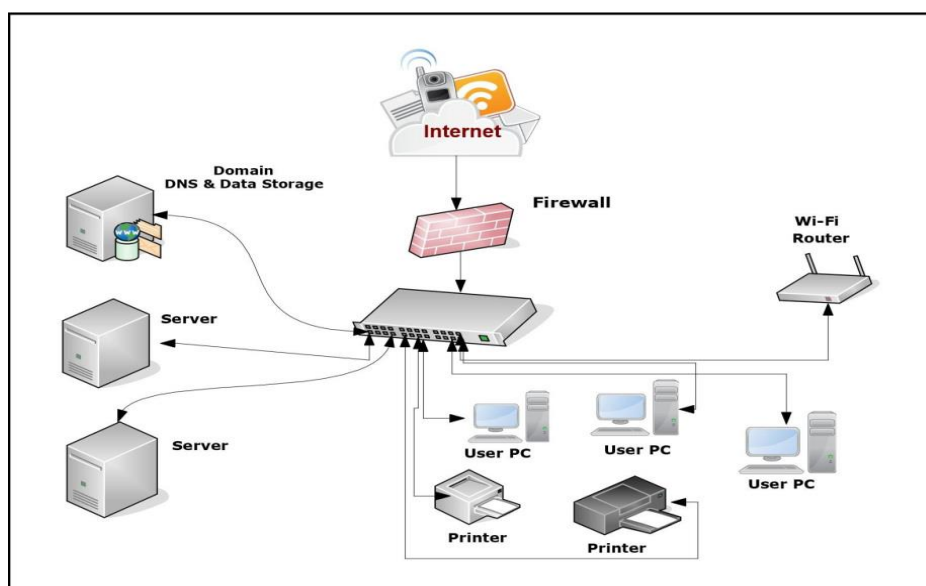 Internet
Domain
DNS & Data Storage
Firewall
Wi-Fi
Router
Server
Server
User PC
User PC
User PC
Printer
Printer